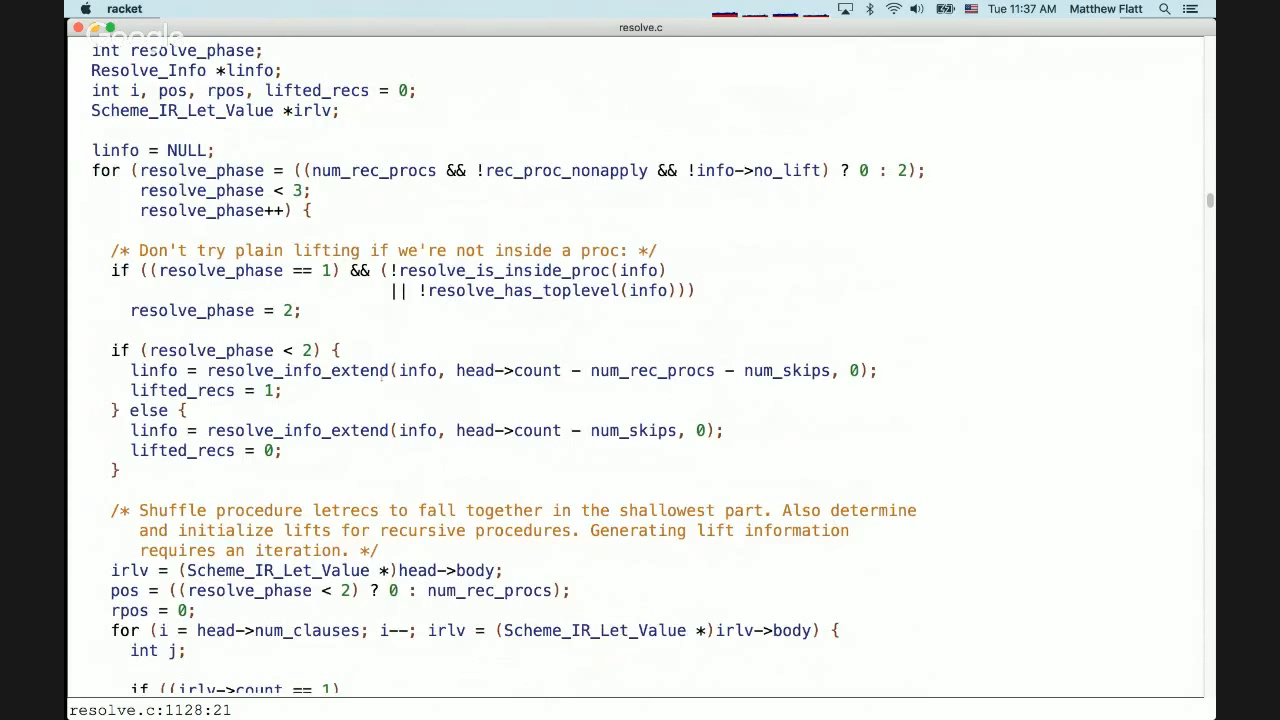 racket
Tue 11:37 AM Matthew Flatt
resolve.c
Google
int resolve_phase;
Resolve_Info *linfo;
int i, pos, rpos, lifted_recs = 0;
Scheme_IR_Let_Value *irlv;
linfo = NULL;
for (resolve_phase = ((num_rec_procs && !rec_proc_nonapply && !info->no_lift) ? 0 : 2);
resolve_phase < 3;
resolve_phase++) {
/* Don't try plain lifting if we're not inside a proc: */
if ((resolve_phase == 1) && (!resolve_is_inside_proc(info)
|| !resolve_has_toplevel(info)))
resolve_phase = 2;
if (resolve_phase < 2) {
linfo = resolve_info_extend(info, head->count - num_rec_procs - num_skips, 0);
lifted_recs = 1;
} else {
linfo = resolve_info_extend(info, head->count - num_skips, 0);
lifted_recs = 0;
}
/* Shuffle procedure letrecs to fall together in the shallowest part. Also determine
and initialize lifts for recursive procedures. Generating lift information
requires an iteration. */
irlv = (Scheme_IR_Let_Value *)head->body;
pos = ((resolve_phase < 2) ? 0 : num_rec_procs);
rpos = 0;
for (i = head->num_clauses; i--; irlv = (Scheme_IR_Let_Value *)irlv->body) {
int j;
if ((irlv->count == 1)
resolve.c:1128:21